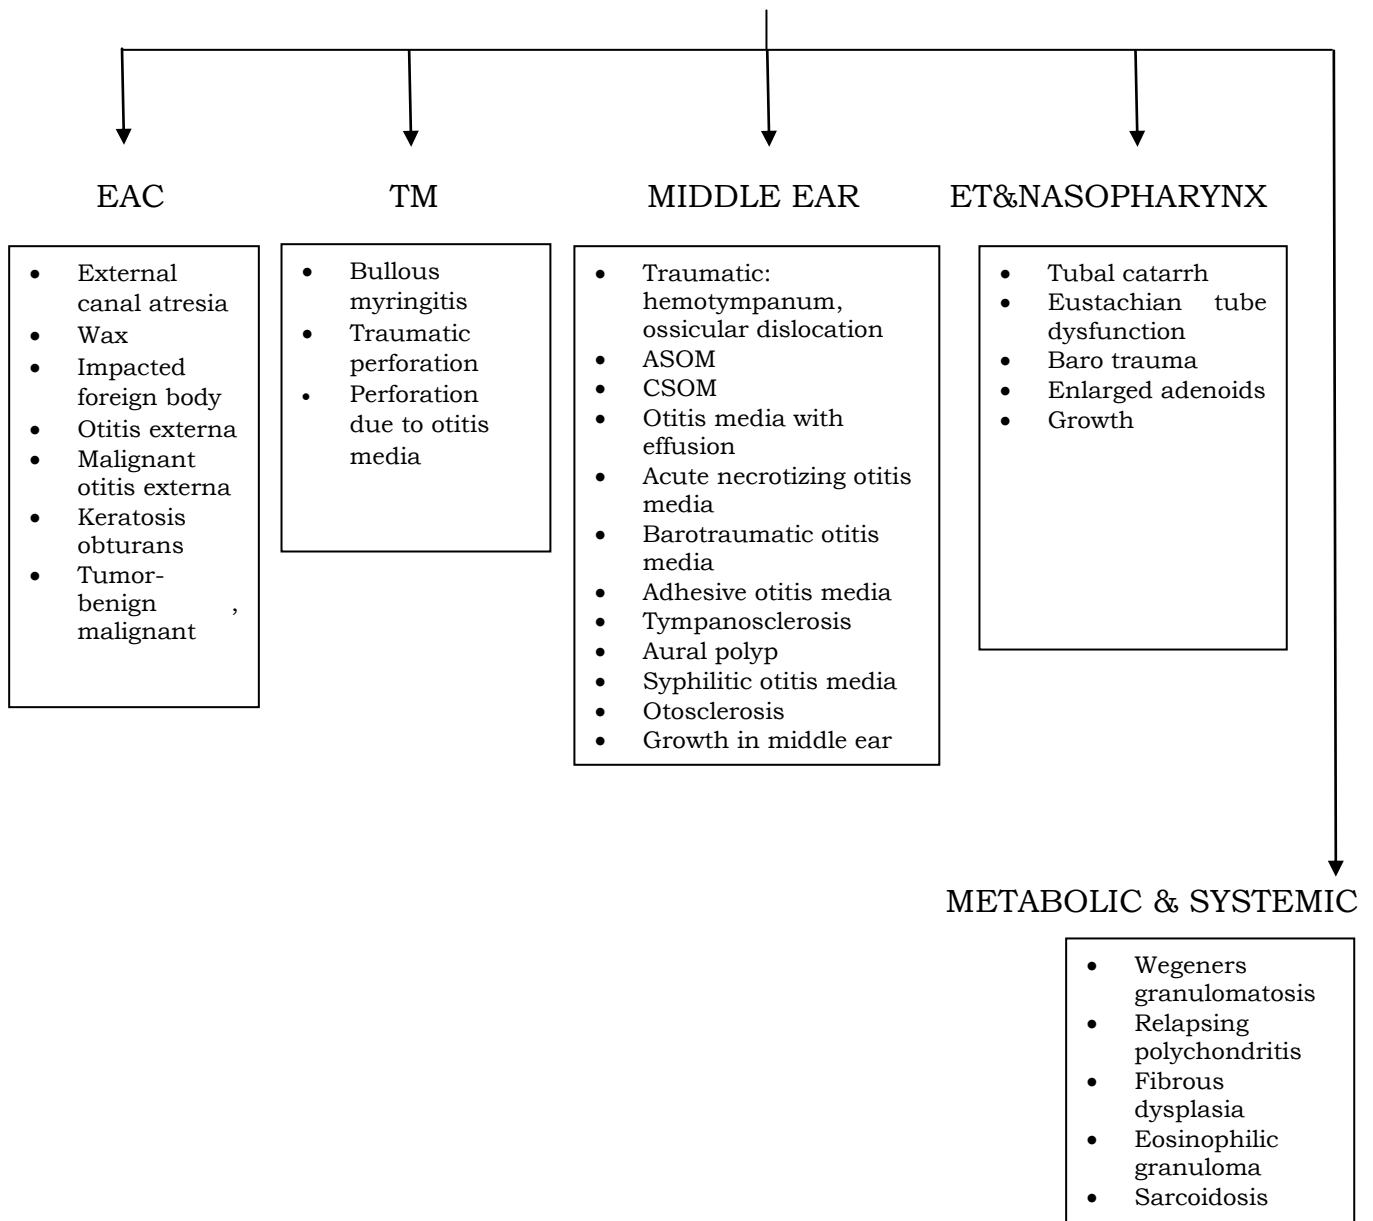 EAC
• External
canal atresia
• Wax
• Impacted
foreign body
• Otitis externa
• Malignant
otitis externa
• Keratosis
obturans
• Tumor-
benign ,
malignant
TM
• Bullous
myringitis
• Traumatic
perforation
• Perforation
due to otitis
media
MIDDLE EAR
• Traumatic:
hemotympanum,
ossicular dislocation
• ASOM
• CSOM
• Otitis media with
effusion
• Acute necrotizing otitis
media
• Barotraumatic otitis
media
• Adhesive otitis media
• Tympanosclerosis
• Aural polyp
• Syphilitic otitis media
• Otosclerosis
• Growth in middle ear
ET&NASOPHARYNX
• Tubal catarrh
• Eustachian tube
dysfunction
• Baro trauma
• Enlarged adenoids
• Growth
METABOLIC & SYSTEMIC
• Wegeners
granulomatosis
• Relapsing
polychondritis
• Fibrous
dysplasia
• Eosinophilic
granuloma
• Sarcoidosis